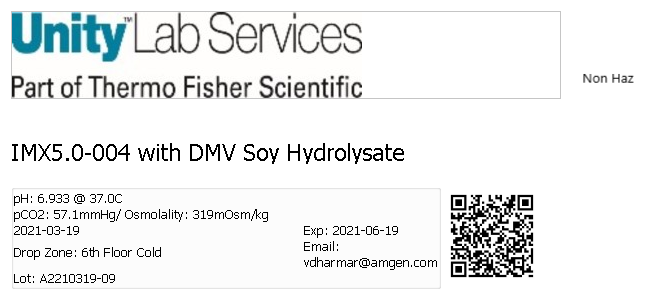 Unity™ Lab Services
Part of Thermo Fisher Scientific
Non Haz
IMX5.0-004 with DMV Soy Hydrolysate
pH: 6.933 @ 37.0C
pCO2: 57.1mmHg/ Osmolality: 319mOsm/kg
2021-03-19 Exp: 2021-06-19
Drop Zone: 6th Floor Cold Email:
vdharmar@amgen.com
Lot: A2210319-09